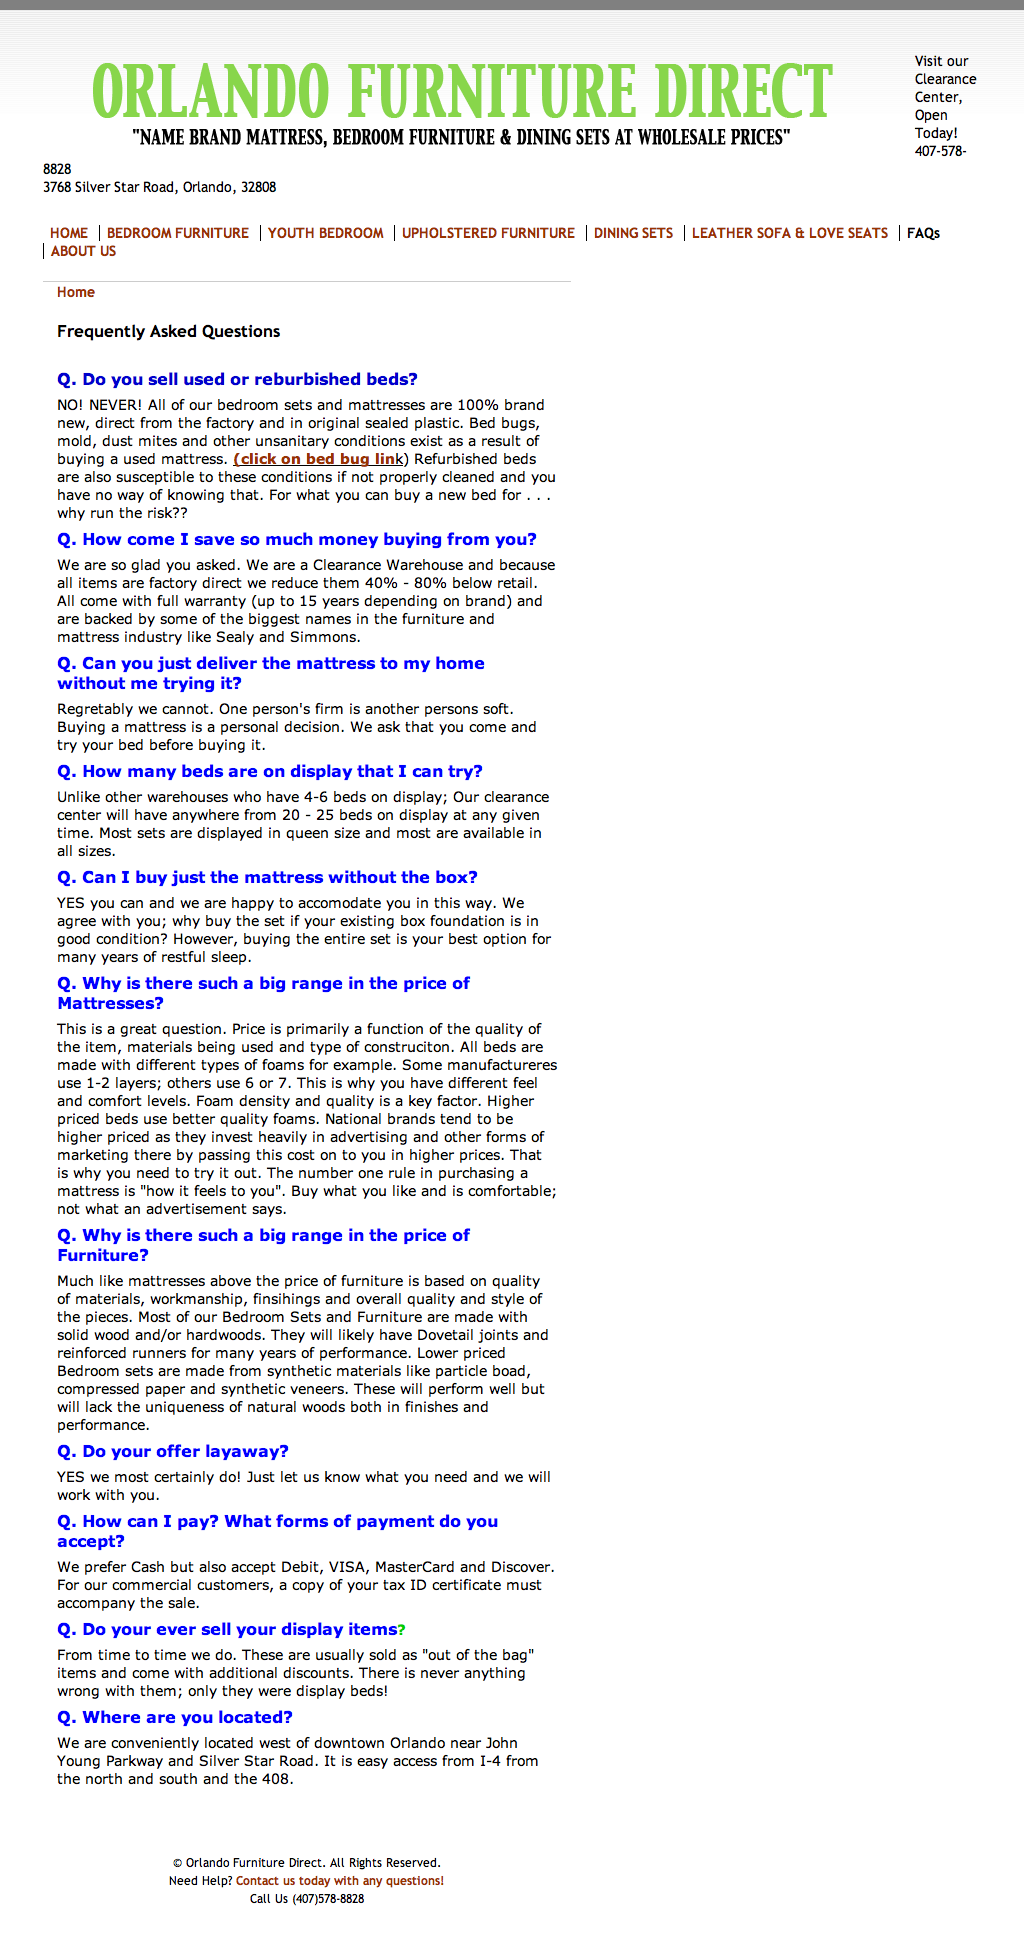 ORLANDO FURNITURE DIRECT
"NAME BRAND MATTRESS, BEDROOM FURNITURE & DINING SETS AT WHOLESALE PRICES"
Visit our
Clearance
Center,
Open
Today!
407-578-
8828
3768 Silver Star Road, Orlando, 32808
HOME | BEDROOM FURNITURE | YOUTH BEDROOM | UPHOLSTERED FURNITURE | DINING SETS | LEATHER SOFA & LOVE SEATS | FAQs
| ABOUT US
Home
Frequently Asked Questions
Q. Do you sell used or reburbished beds?
NO! NEVER! All of our bedroom sets and mattresses are 100% brand
new, direct from the factory and in original sealed plastic. Bed bugs,
mold, dust mites and other unsanitary conditions exist as a result of
buying a used mattress. (click on bed bug link) Refurbished beds
are also susceptible to these conditions if not properly cleaned and you
have no way of knowing that. For what you can buy a new bed for . . .
why run the risk??
Q. How come I save so much money buying from you?
We are so glad you asked. We are a Clearance Warehouse and because
all items are factory direct we reduce them 40% - 80% below retail.
All come with full warranty (up to 15 years depending on brand) and
are backed by some of the biggest names in the furniture and
mattress industry like Sealy and Simmons.
Q. Can you just deliver the mattress to my home
without me trying it?
Regretably we cannot. One person's firm is another persons soft.
Buying a mattress is a personal decision. We ask that you come and
try your bed before buying it.
Q. How many beds are on display that I can try?
Unlike other warehouses who have 4-6 beds on display; Our clearance
center will have anywhere from 20 - 25 beds on display at any given
time. Most sets are displayed in queen size and most are available in
all sizes.
Q. Can I buy just the mattress without the box?
YES you can and we are happy to accomodate you in this way. We
agree with you; why buy the set if your existing box foundation is in
good condition? However, buying the entire set is your best option for
many years of restful sleep.
Q. Why is there such a big range in the price of
Mattresses?
This is a great question. Price is primarily a function of the quality of
the item, materials being used and type of construciton. All beds are
made with different types of foams for example. Some manufactureres
use 1-2 layers; others use 6 or 7. This is why you have different feel
and comfort levels. Foam density and quality is a key factor. Higher
priced beds use better quality foams. National brands tend to be
higher priced as they invest heavily in advertising and other forms of
marketing there by passing this cost on to you in higher prices. That
is why you need to try it out. The number one rule in purchasing a
mattress is "how it feels to you". Buy what you like and is comfortable;
not what an advertisement says.
Q. Why is there such a big range in the price of
Furniture?
Much like mattresses above the price of furniture is based on quality
of materials, workmanship, finsihings and overall quality and style of
the pieces. Most of our Bedroom Sets and Furniture are made with
solid wood and/or hardwoods. They will likely have Dovetail joints and
reinforced runners for many years of performance. Lower priced
Bedroom sets are made from synthetic materials like particle boad,
compressed paper and synthetic veneers. These will perform well but
will lack the uniqueness of natural woods both in finishes and
performance.
Q. Do your offer layaway?
YES we most certainly do! Just let us know what you need and we will
work with you.
Q. How can I pay? What forms of payment do you
accept?
We prefer Cash but also accept Debit, VISA, MasterCard and Discover.
For our commercial customers, a copy of your tax ID certificate must
accompany the sale.
Q. Do your ever sell your display items?
From time to time we do. These are usually sold as "out of the bag"
items and come with additional discounts. There is never anything
wrong with them; only they were display beds!
Q. Where are you located?
We are conveniently located west of downtown Orlando near John
Young Parkway and Silver Star Road. It is easy access from I-4 from
the north and south and the 408.
© Orlando Furniture Direct. All Rights Reserved.
Need Help? Contact us today with any questions!
Call Us (407)578-8828